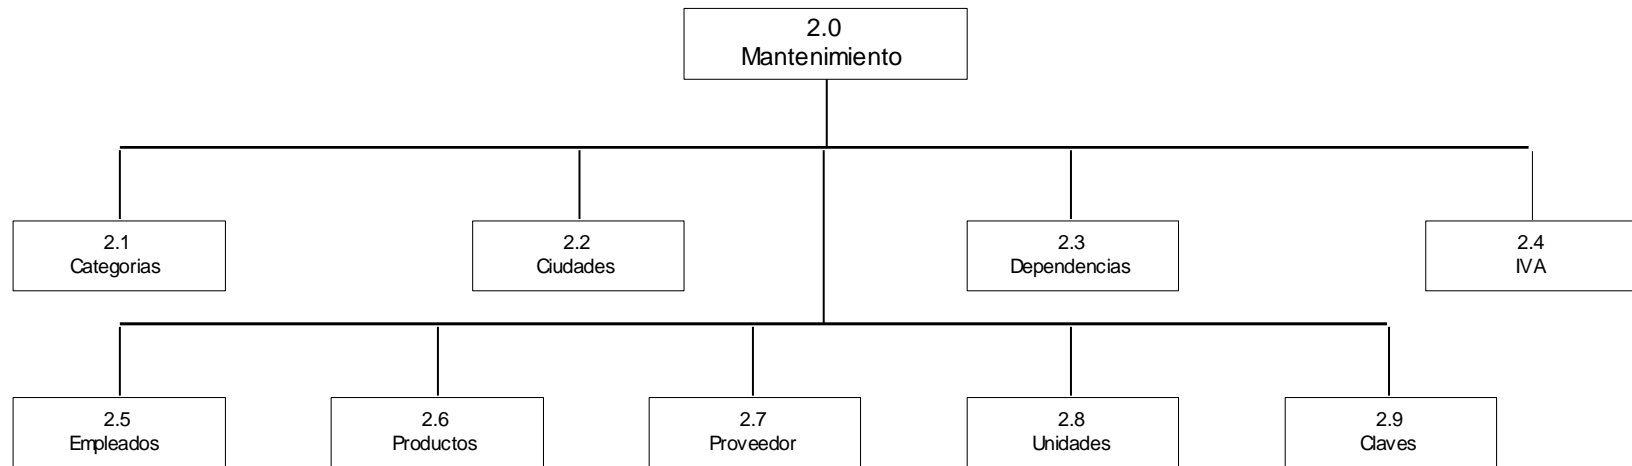 2.0
Mantenimiento
2.1
Categorias
2.2
Ciudades
2.3
Dependencias
2.4
IVA
2.5
Empleados
2.6
Productos
2.7
Proveedor
2.8
Unidades
2.9
Claves